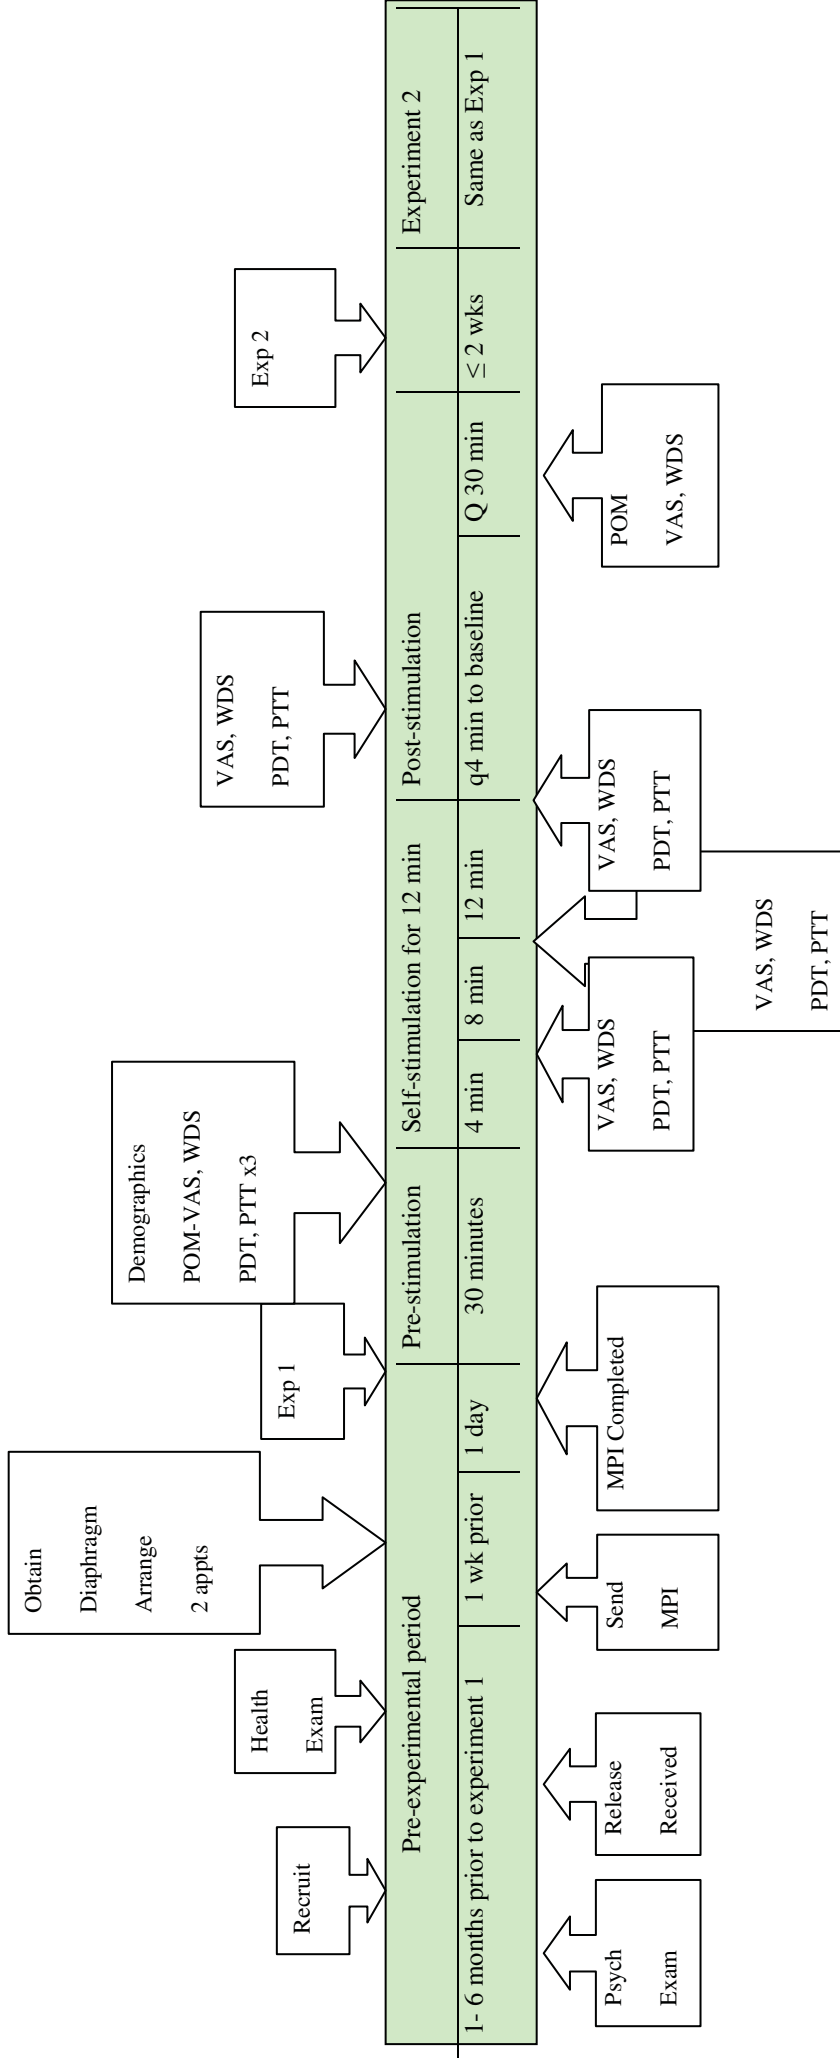 Recruit
Health
Exam
Obtain
Diaphragm
Arrange
2 appts
Exp 1
Demographics
POM-VAS, WDS
PDT, PTT x3
VAS, WDS
PDT, PTT
Exp 2
Pre-experimental period
Pre-stimulation
Self-stimulation for 12 min
Post-stimulation
Experiment 2
1- 6 months prior to experiment 1
1 wk prior
1 day
30 minutes
4 min
8 min
12 min
q4 min to baseline
Q 30 min
≤ 2 wks
Same as Exp 1
Psych
Exam
Release
Received
Send
MPI
MPI Completed
VAS, WDS
PDT, PTT
VAS, WDS
PDT, PTT
VAS, WDS
PDT, PTT
POM
VAS, WDS